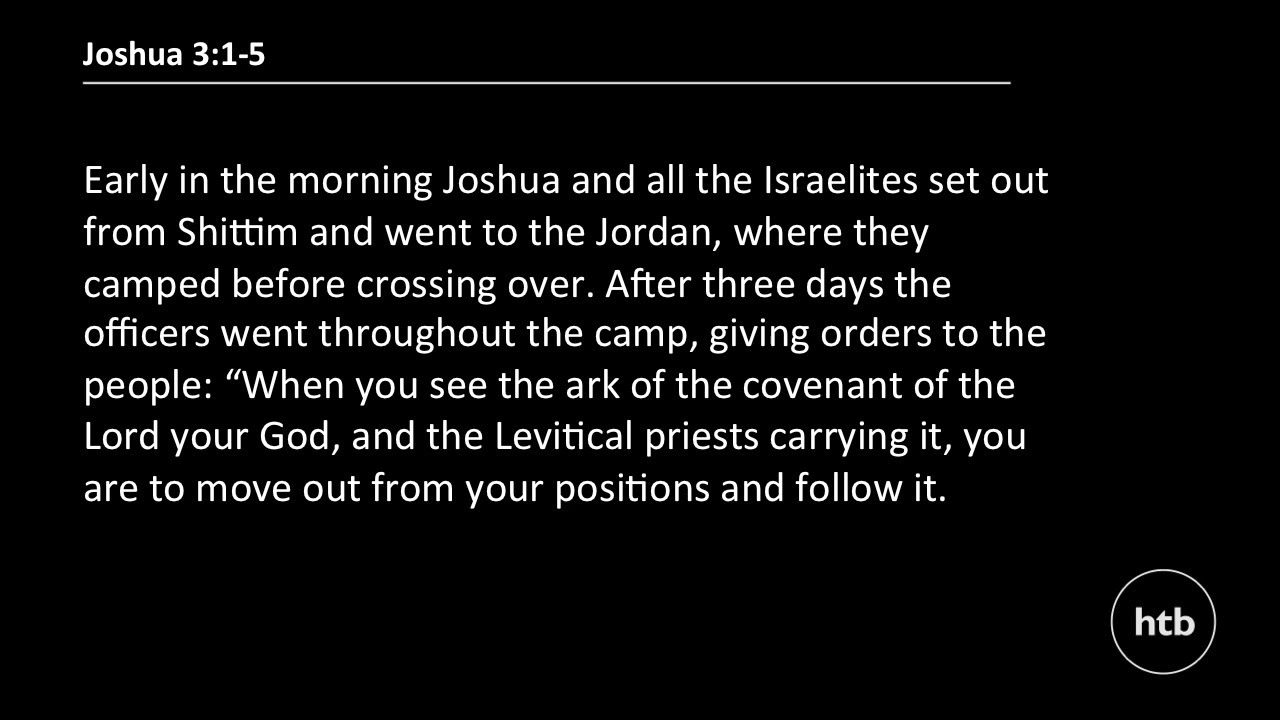 Joshua 3:1-5
Early in the morning Joshua and all the Israelites set out
from Shittim and went to the Jordan, where they
camped before crossing over. After three days the
officers went throughout the camp, giving orders to the
people: “When you see the ark of the covenant of the
Lord your God, and the Levitical priests carrying it, you
are to move out from your positions and follow it.
htb